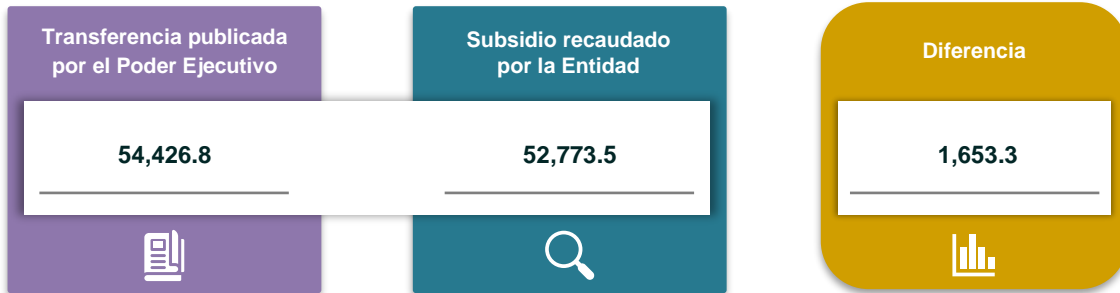 Transferencia publicada
por el Poder Ejecutivo
54,426.8
Subsidio recaudado
por la Entidad
52,773.5
Diferencia
1,653.3